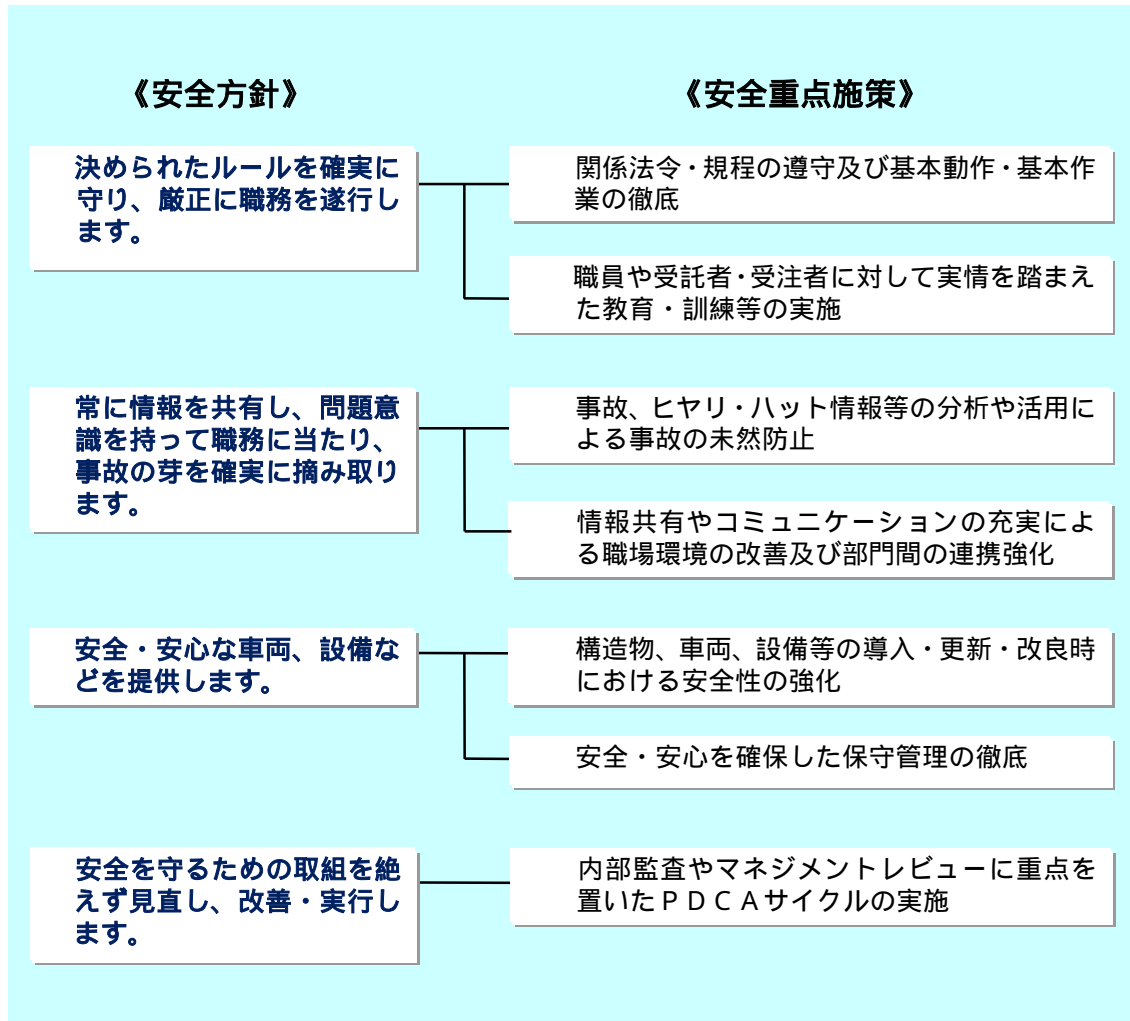 《安全方針》
《安全重点施策》
決められたルールを確実に
守り、厳正に職務を遂行し
ます。
関係法令・規程の遵守及び基本動作・基本作
業の徹底
職員や受託者・受注者に対して実情を踏まえ
た教育・訓練等の実施
常に情報を共有し、問題意
識を持って職務に当たり、
事故の芽を確実に摘み取り
ます。
事故、ヒヤリ・ハット情報等の分析や活用に
よる事故の未然防止
情報共有やコミュニケーションの充実によ
る職場環境の改善及び部門間の連携強化
安全・安心な車両、設備な
どを提供します。
構造物、車両、設備等の導入・更新・改良時
における安全性の強化
安全・安心を確保した保守管理の徹底
安全を守るための取組を絶
えず見直し、改善・実行し
ます。
内部監査やマネジメントレビューに重点を
置いたＰＤＣＡサイクルの実施